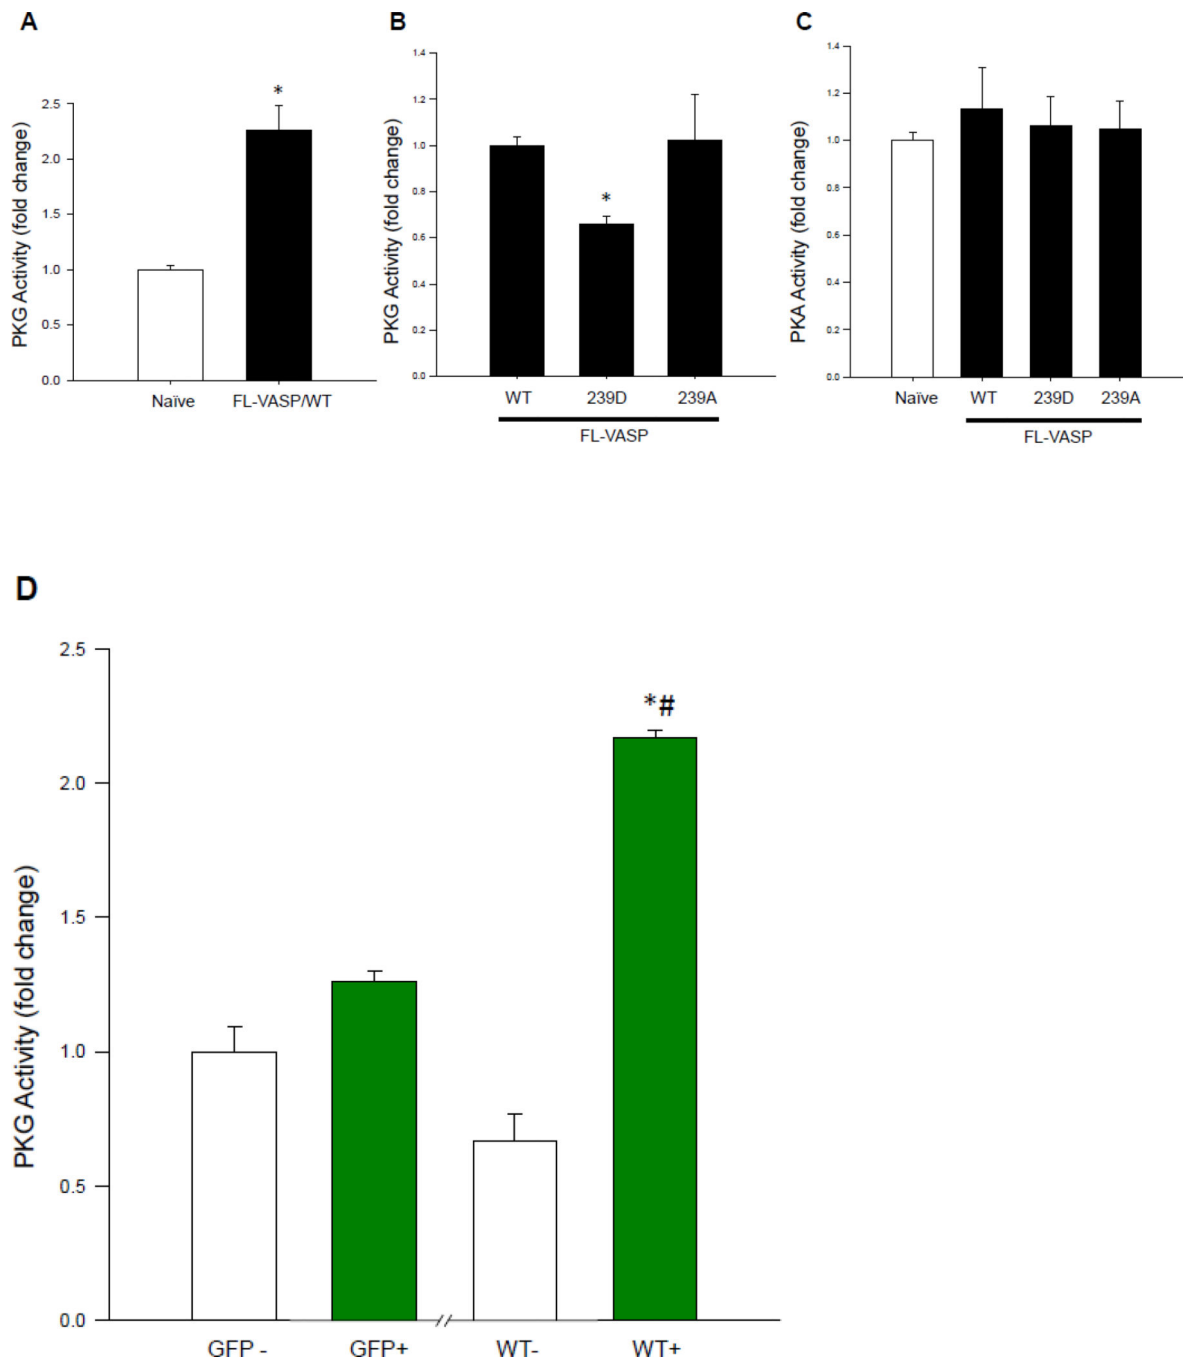 A
PKG Activity (fold change)
2.5
2.0
1.5
1.0
0.5
0.0
*
Naïve FL-VASP/WT
B
PKG Activity (fold change)
1.4
1.2
1.0
0.8
0.6
0.4
0.2
0.0
*
WT 239D 239A
FL-VASP
C
PKA Activity (fold change)
1.4
1.2
1.0
0.8
0.6
0.4
0.2
0.0
Naïve WT 239D 239A
FL-VASP
D
PKG Activity (fold change)
2.5
2.0
1.5
1.0
0.5
0.0
*#
GFP - GFP+ // WT- WT+